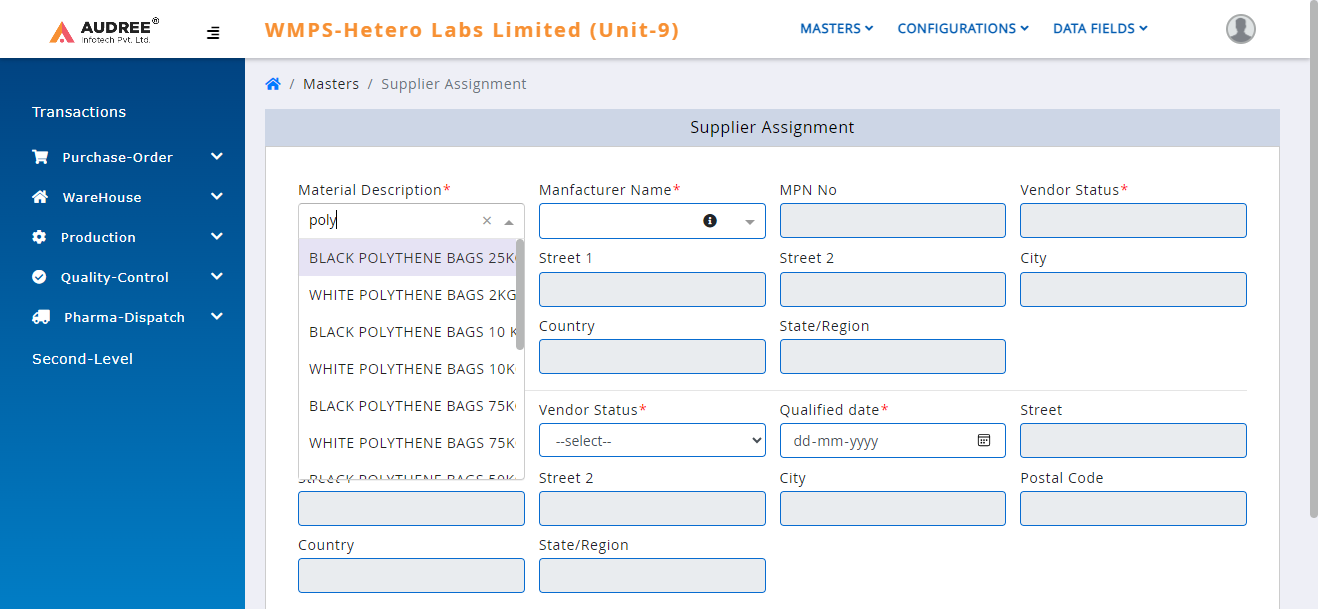 AUDREE®
Infotech Pvt. Ltd.
WMPS-Hetero Labs Limited (Unit-9)
MASTERS
CONFIGURATIONS
DATA FIELDS
Transactions
Purchase-Order
WareHouse
Production
Quality-Control
Pharma-Dispatch
Second-Level
/ Masters / Supplier Assignment
Supplier Assignment
Material Description*
Manfacturer Name*
MPN No
Vendor Status*
poly
BLACK POLYTHENE BAGS 25K
WHITE POLYTHENE BAGS 2KG
BLACK POLYTHENE BAGS 10 K
WHITE POLYTHENE BAGS 10K
BLACK POLYTHENE BAGS 75K
WHITE POLYTHENE BAGS 75K
BLACK POLYTHENE BAGS 50K
Street 1
Street 2
City
Country
State/Region
Vendor Status*
Qualified date*
Street
--select--
dd-mm-yyyy
Street 2
City
Postal Code
Country
State/Region